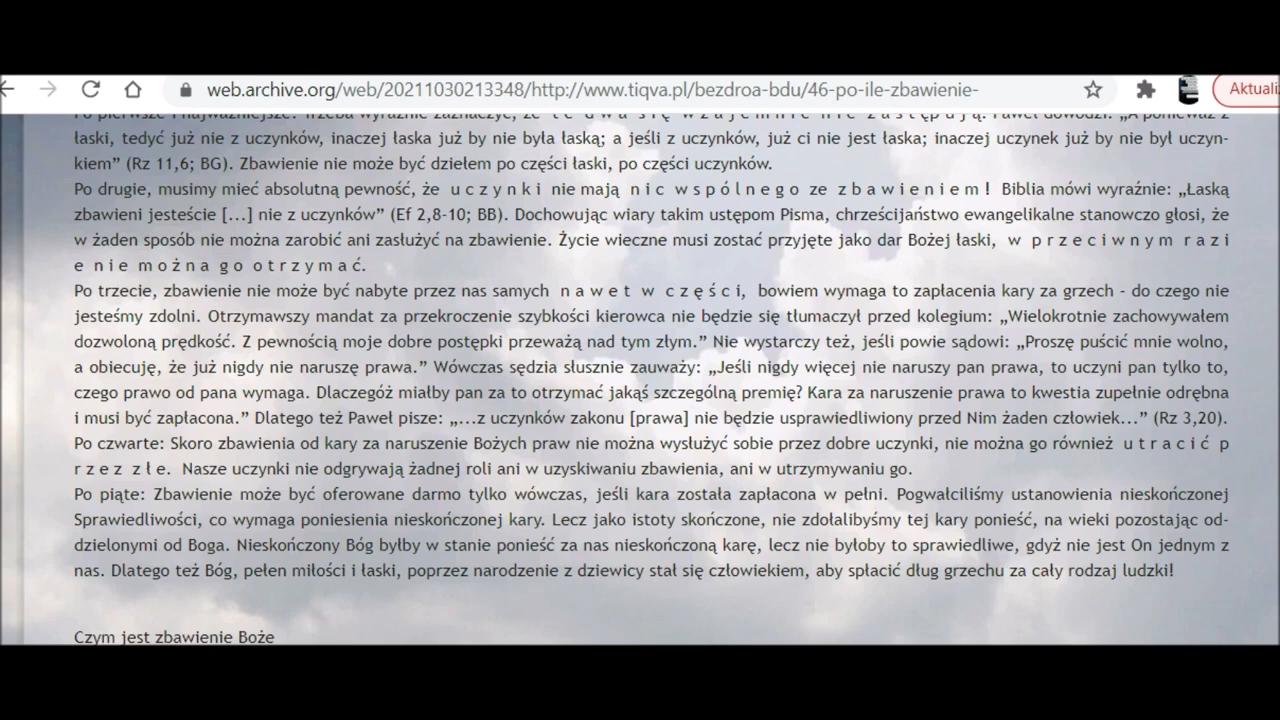 web.archive.org/web/20211030213348/http://www.tiqva.pl/bezdroa-bdu/46-po-ile-zbawienie-
Aktuali
Po pierwsze i najważniejsze: Trzeba wyraźnie zaznaczyć, że t e d w a s i ę w z a j e m n i e n i e z a s t ę p u j ą. Paweł dowodzi: „A ponieważ z
łaski, tedyć już nie z uczynków, inaczej łaska już by nie była łaską; a jeśli z uczynków, już ci nie jest łaska; inaczej uczynek już by nie był uczyn-
kiem” (Rz 11,6; BG). Zbawienie nie może być dziełem po części łaski, po części uczynków.
Po drugie, musimy mieć absolutną pewność, że u c z y n k i nie mają n i c w s p ó l n e g o ze z b a w i e n i e m ! Biblia mówi wyraźnie: „Łaską
zbawieni jesteście [...] nie z uczynków” (Ef 2,8-10; BB). Dochowując wiary takim ustępom Pisma, chrześcijaństwo ewangelikalne stanowczo głosi, że
w żaden sposób nie można zarobić ani zasłużyć na zbawienie. Życie wieczne musi zostać przyjęte jako dar Bożej łaski, w p r z e c i w n y m r a z i
e n i e m o ż n a g o o t r z y m a ć.
Po trzecie, zbawienie nie może być nabyte przez nas samych n a w e t w c z ę ś c i, bowiem wymaga to zapłacenia kary za grzech - do czego nie
jesteśmy zdolni. Otrzymawszy mandat za przekroczenie szybkości kierowca nie będzie się tłumaczył przed kolegium: „Wielokrotnie zachowywałem
dozwoloną prędkość. Z pewnością moje dobre postępki przeważą nad tym złym.” Nie wystarczy też, jeśli powie sądowi: „Proszę puścić mnie wolno,
a obiecuję, że już nigdy nie naruszę prawa.” Wówczas sędzia słusznie zauważy: „Jeśli nigdy więcej nie naruszy pan prawa, to uczyni pan tylko to,
czego prawo od pana wymaga. Dlaczegóż miałby pan za to otrzymać jakąś szczególną premię? Kara za naruszenie prawa to kwestia zupełnie odrębna
i musi być zapłacona.” Dlatego też Paweł pisze: „...z uczynków zakonu [prawa] nie będzie usprawiedliwiony przed Nim żaden człowiek...” (Rz 3,20).
Po czwarte: Skoro zbawienia od kary za naruszenie Bożych praw nie można wysłużyć sobie przez dobre uczynki, nie można go również u t r a c i ć p
r z e z z ł e. Nasze uczynki nie odgrywają żadnej roli ani w uzyskiwaniu zbawienia, ani w utrzymywaniu go.
Po piąte: Zbawienie może być oferowane darmo tylko wówczas, jeśli kara została zapłacona w pełni. Pogwałciliśmy ustanowienia nieskończonej
Sprawiedliwości, co wymaga poniesienia nieskończonej kary. Lecz jako istoty skończone, nie zdołalibyśmy tej kary ponieść, na wieki pozostając od-
dzielonymi od Boga. Nieskończony Bóg byłby w stanie ponieść za nas nieskończoną karę, lecz nie byłoby to sprawiedliwe, gdyż nie jest On jednym z
nas. Dlatego też Bóg, pełen miłości i łaski, poprzez narodzenie z dziewicy stał się człowiekiem, aby spłacić dług grzechu za cały rodzaj ludzki!
Czym jest zbawienie Boże